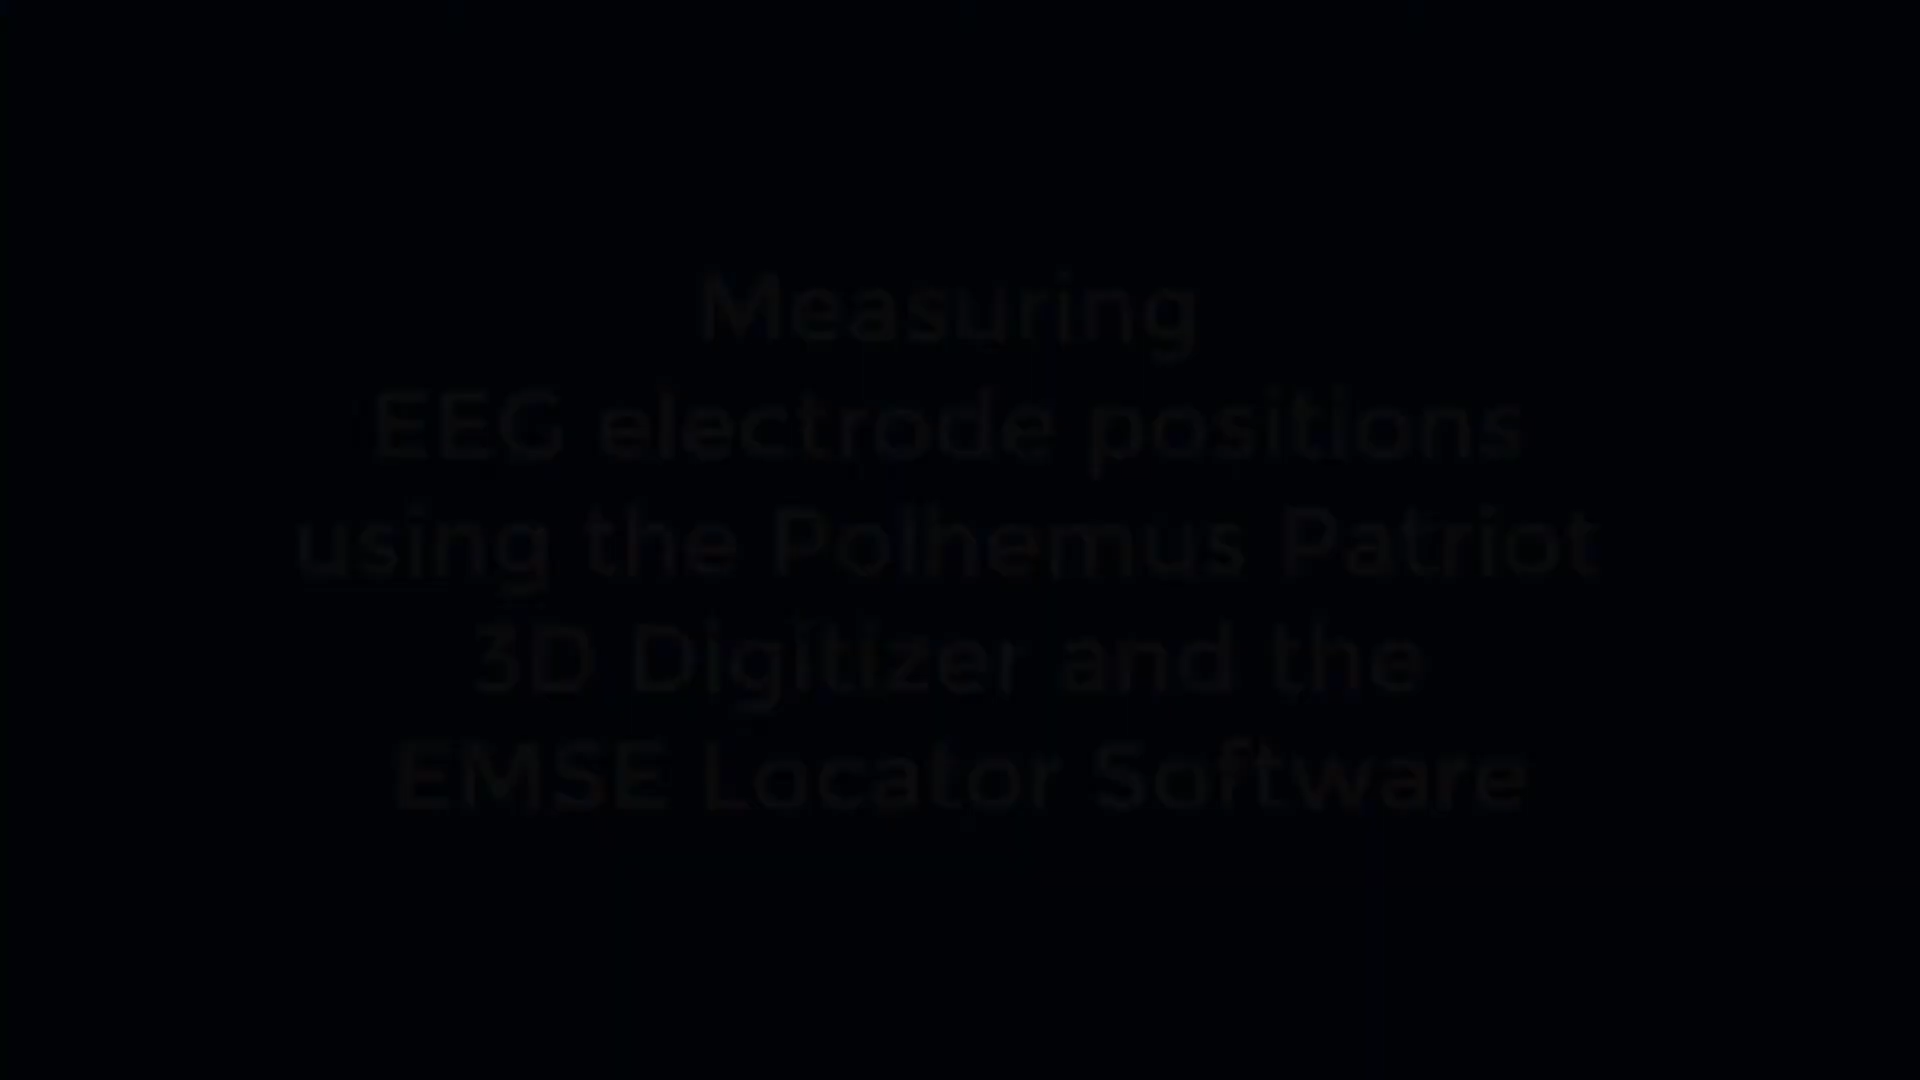 Measuring
EEG electrode positions
using the Polhemus Patriot
3D Digitizer and the
EMSE Locator Software